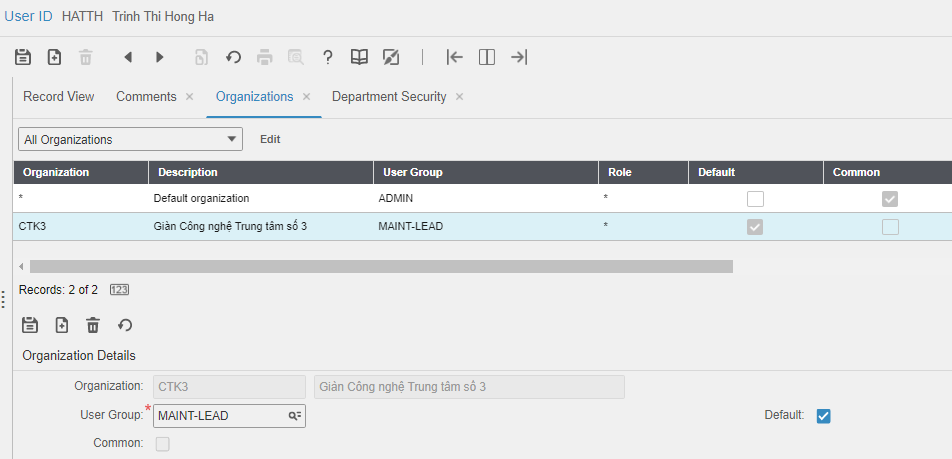 User ID HATTH Trinh Thi Hong Ha
?
Record View Comments × Organizations × Department Security ×
All Organizations Edit
Organization Description User Group Role Default Common
* Default organization ADMIN *
CTK3 Giàn Công nghệ Trung tâm số 3 MAINT-LEAD *
Records: 2 of 2 123
Organization Details
Organization: CTK3 Giàn Công nghệ Trung tâm số 3
User Group: * MAINT-LEAD Default:
Common: